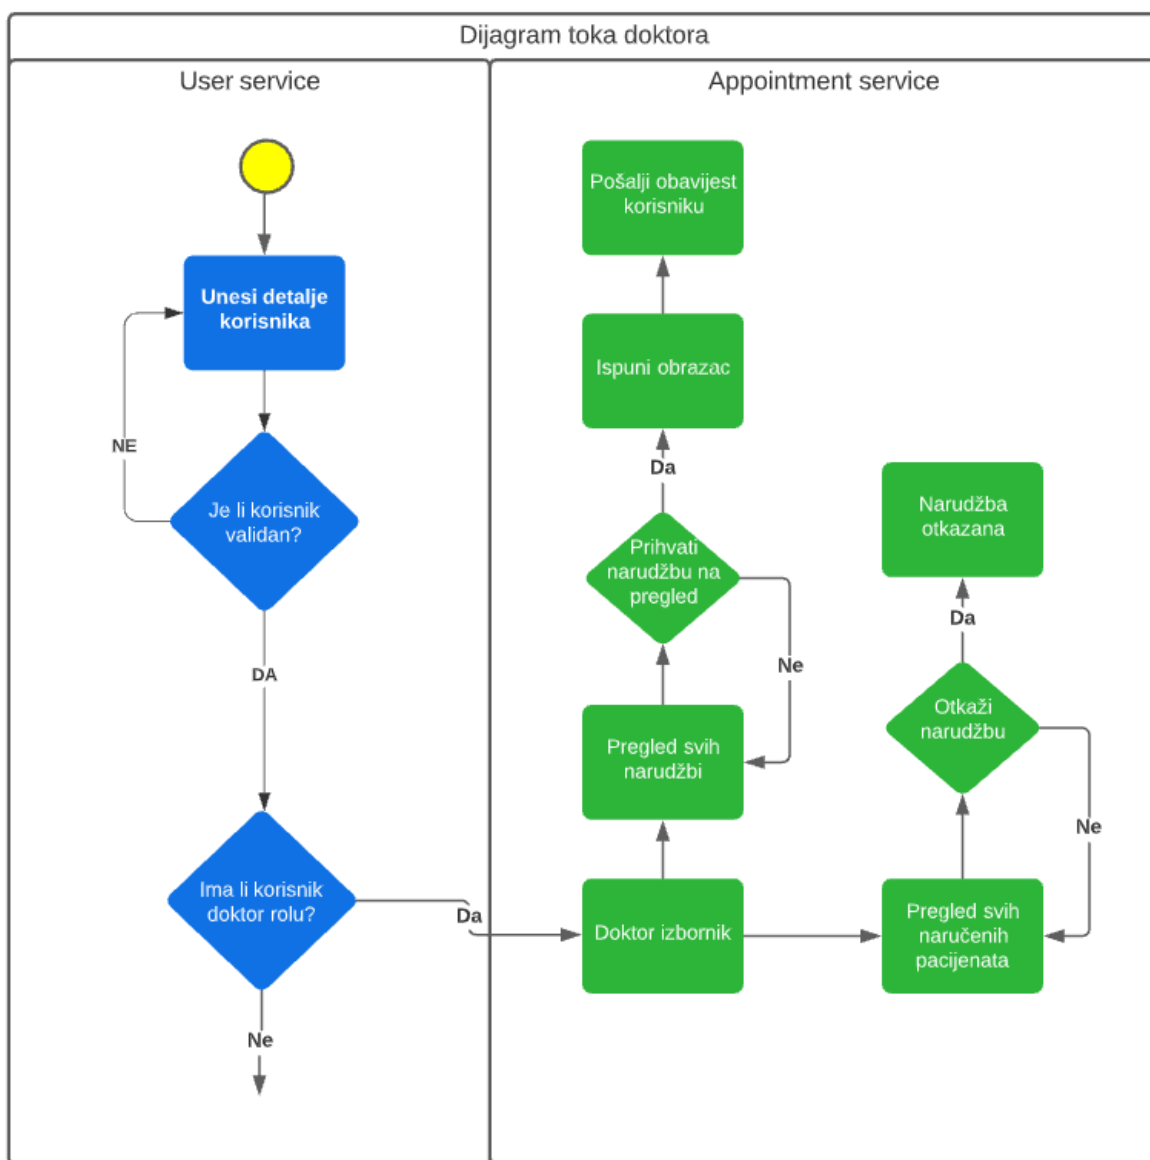 Dijagram toka doktora
User service
Unesi detalje
korisnika
NE
Je li korisnik
validan?
DA
Ima li korisnik
doktor rolu?
Da
Ne
Appointment service
Pošalji obavijest
korisniku
Ispuni obrazac
Da
Prihvati
narudžbu na
pregled
Ne
Pregled svih
narudžbi
Doktor izbornik
Narudžba
otkazana
Da
Otkaži
narudžbu
Ne
Pregled svih
naručenih
pacijenata